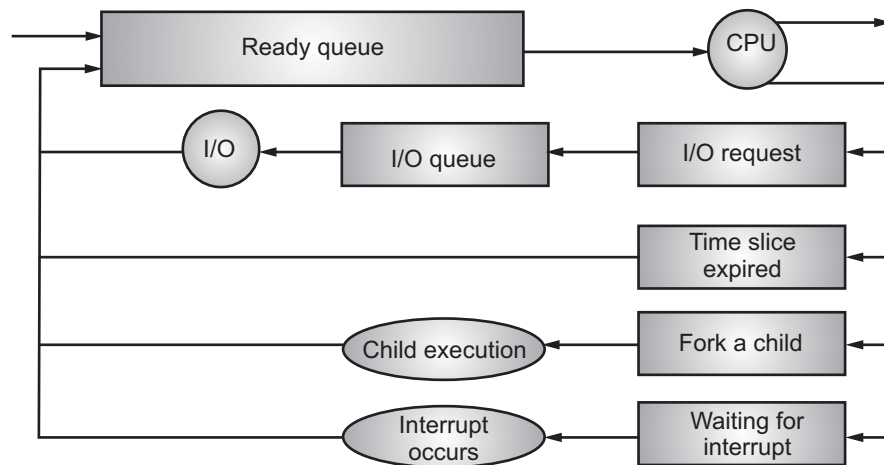 Ready queue
CPU
I/O
I/O queue
I/O request
Time slice
expired
Child execution
Fork a child
Interrupt
occurs
Waiting for
interrupt